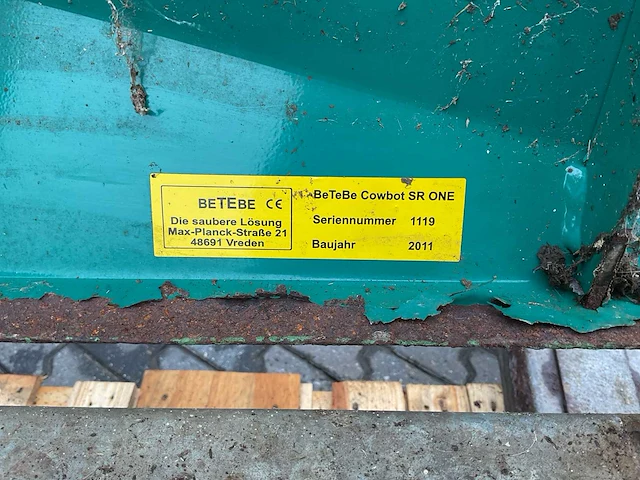 BETEBE CE
Die saubere Lösung
Max-Planck-Straße 21
48691 Vreden
BeTeBe Cowbot SR ONE
Seriennummer 1119
Baujahr 2011